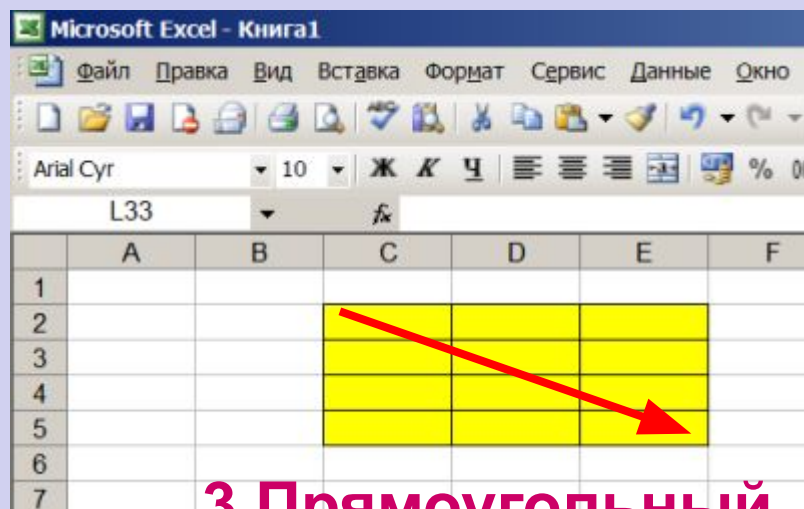 Microsoft Excel - Книга1
Файл Правка Вид Вставка Формат Сервис Данные Окно
Arial Cyr 10 Ж К Ч %
L33 fx
A B C D E F
1
2
3
4
5
6
7
3 Прямоугольный